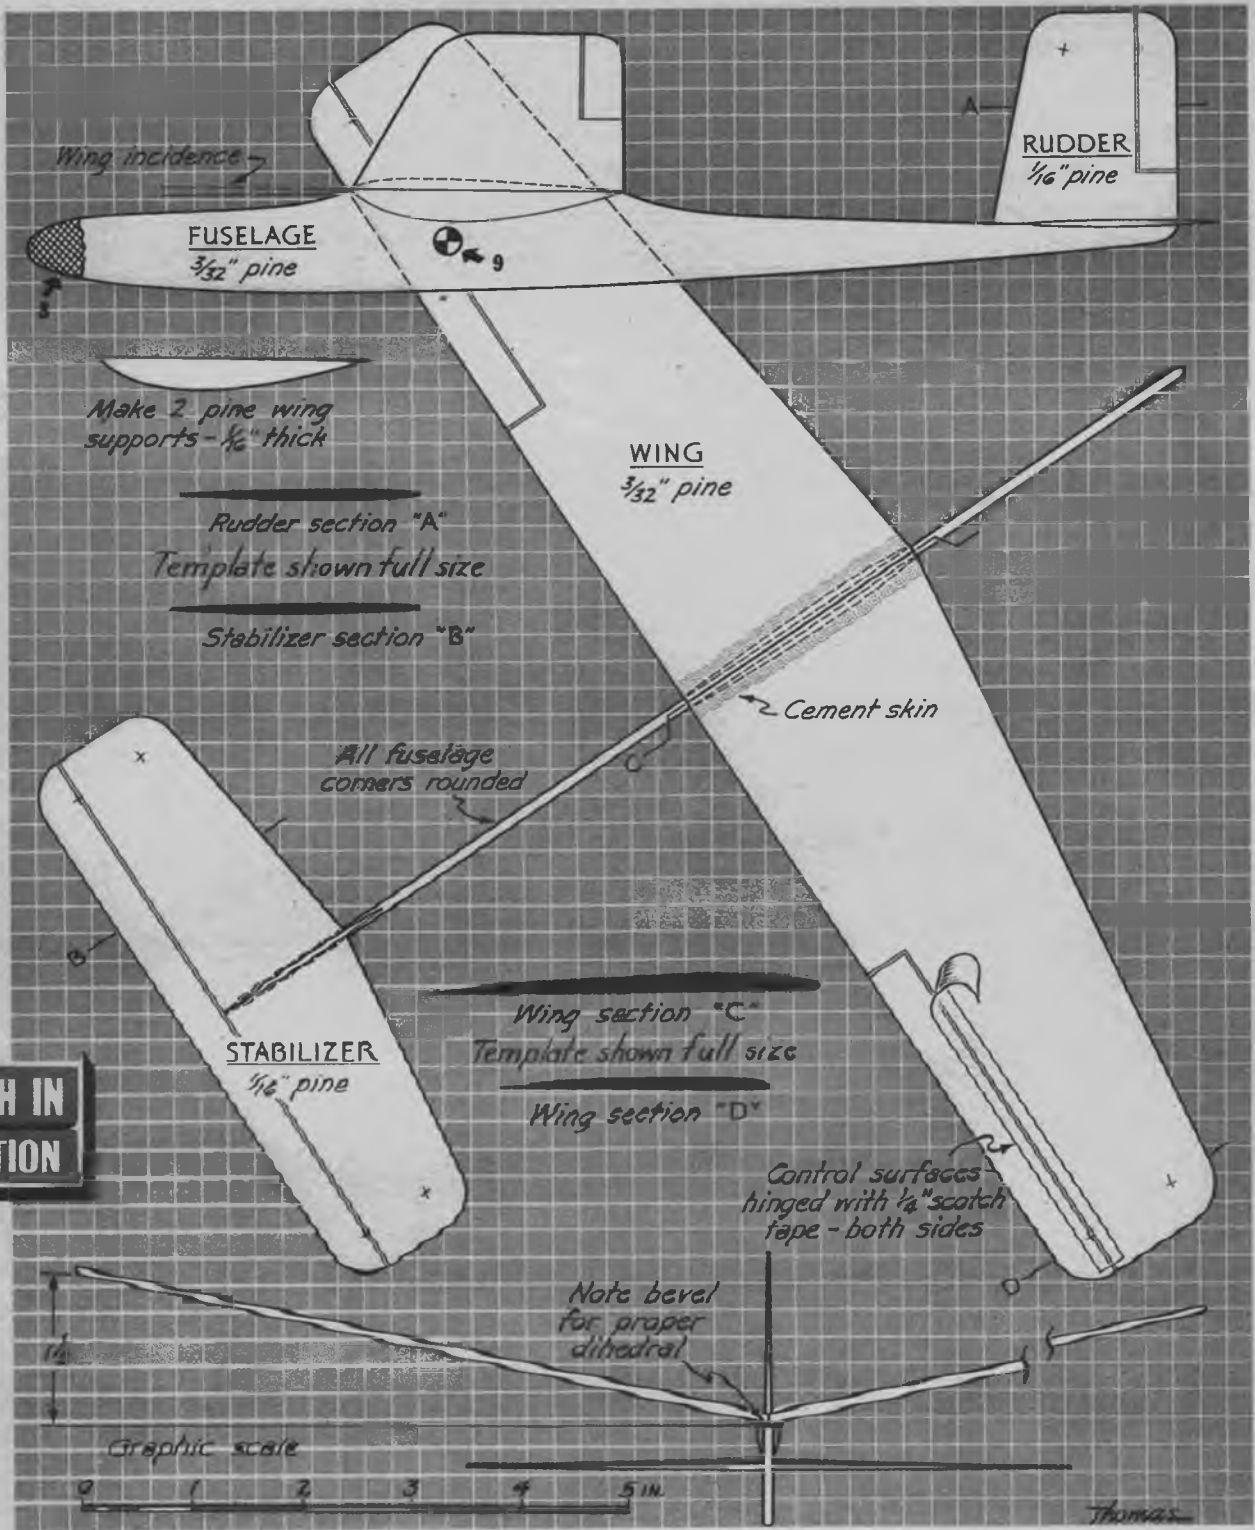 Wing incidence
A
RUDDER
1/16" pine
FUSELAGE
3/32" pine
9
Make 2 pine wing
supports - 1/16" thick
WING
3/32" pine
Rudder section "A"
Template shown full size
Stabilizer section "B"
Cement skin
All fuselage
corners rounded
C
B
Wing section "C"
Template shown full size
STABILIZER
1/16" pine
Wing section "D"
H IN
TION
Control surfaces
hinged with 1/4" scotch
tape - both sides
D
Note bevel
for proper
dihedral
Graphic scale
0 1 2 3 4 5 IN.
Thomas